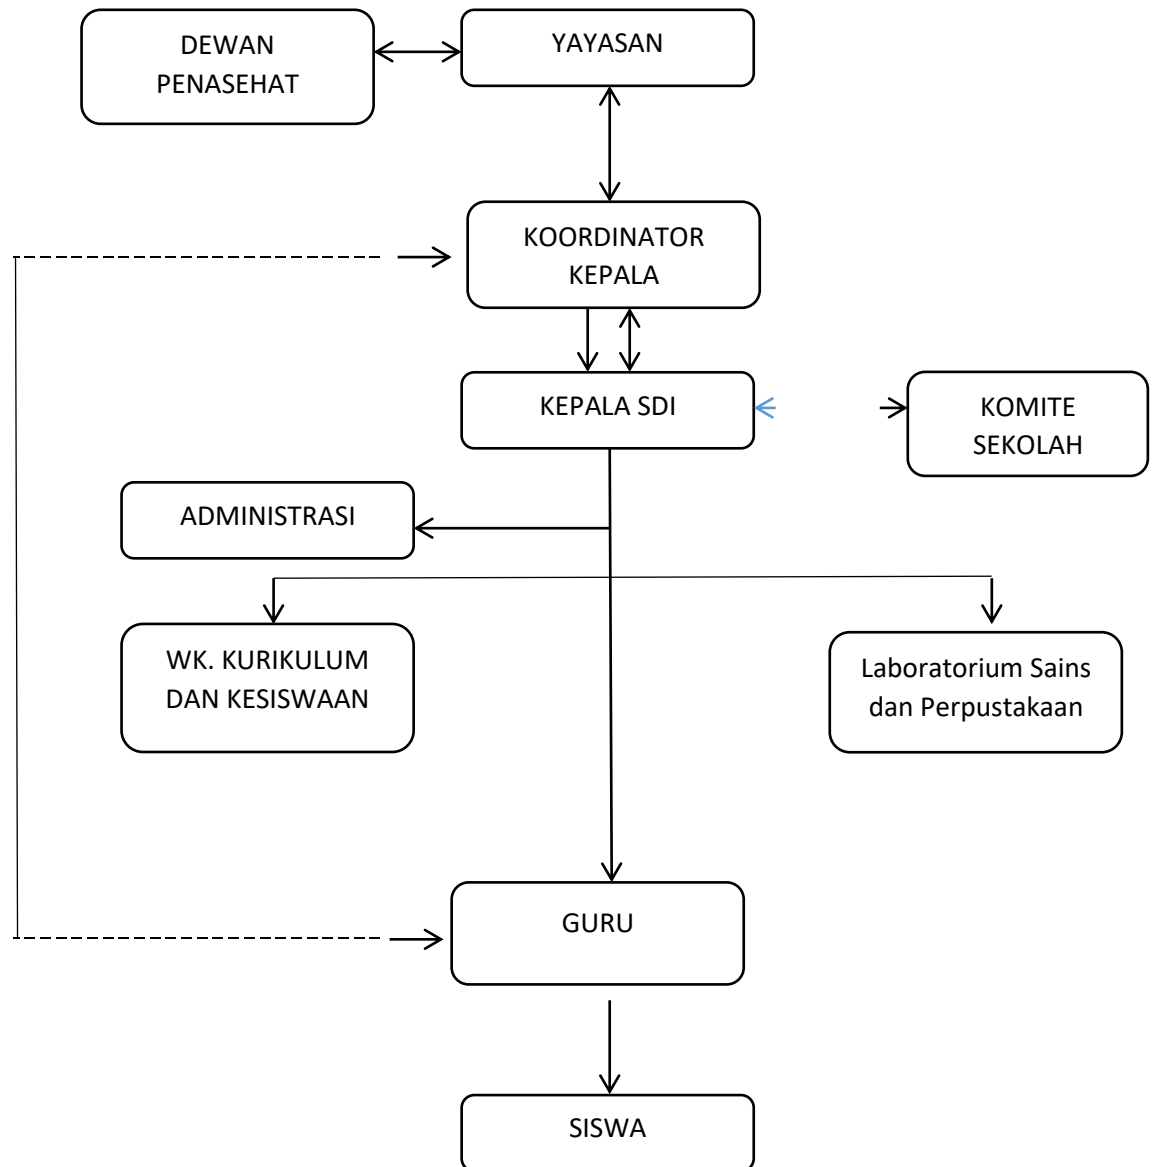 DEWAN
PENASEHAT
YAYASAN
KOORDINATOR
KEPALA
KEPALA SDI
KOMITE
SEKOLAH
ADMINISTRASI
WK. KURIKULUM
DAN KESISWAAN
Laboratorium Sains
dan Perpustakaan
GURU
SISWA